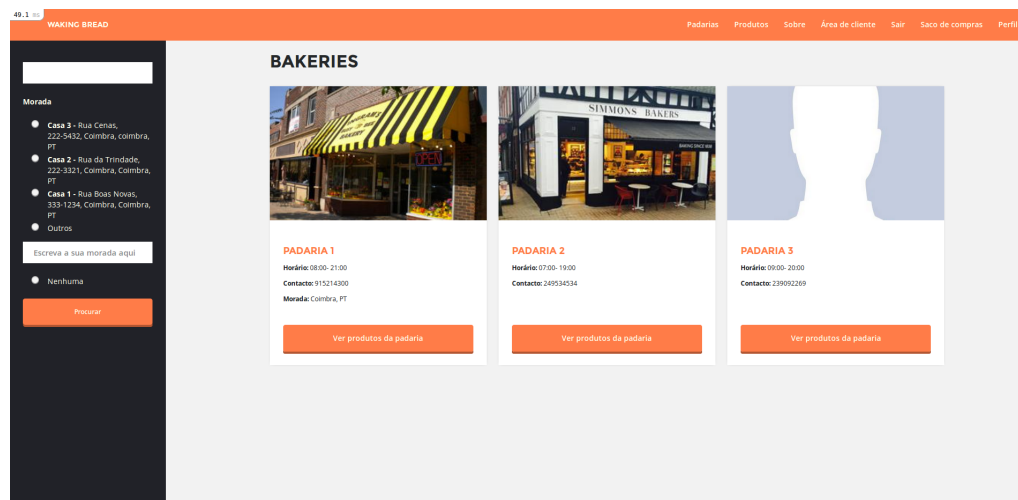 49.1 ms
WAKING BREAD
Padarias Produtos Sobre Área de cliente Sair Saco de compras Perfil
Morada
Casa 3 - Rua Cenas,
222-5432, Coimbra, coimbra,
PT
Casa 2 - Rua da Trindade,
222-3321, Coimbra, Coimbra,
PT
Casa 1 - Rua Boas Novas,
333-1234, Coimbra, Coimbra,
PT
Outros
Escreva a sua morada aqui
Nenhuma
Procurar
BAKERIES
BAKERY
OPEN
PADARIA 1
Horário: 08:00- 21:00
Contacto: 915214300
Morada: Coimbra, PT
Ver produtos da padaria
SIMMONS BAKERS
PADARIA 2
Horário: 07:00- 19:00
Contacto: 249534534
Ver produtos da padaria
PADARIA 3
Horário: 09:00- 20:00
Contacto: 239092269
Ver produtos da padaria